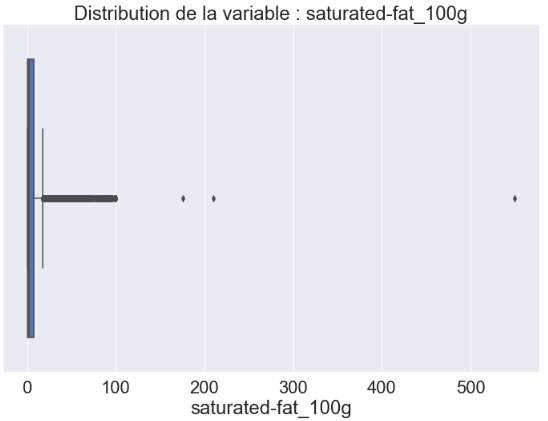 Distribution de la variable : saturated-fat_100g
0 100 200 300 400 500
saturated-fat_100g